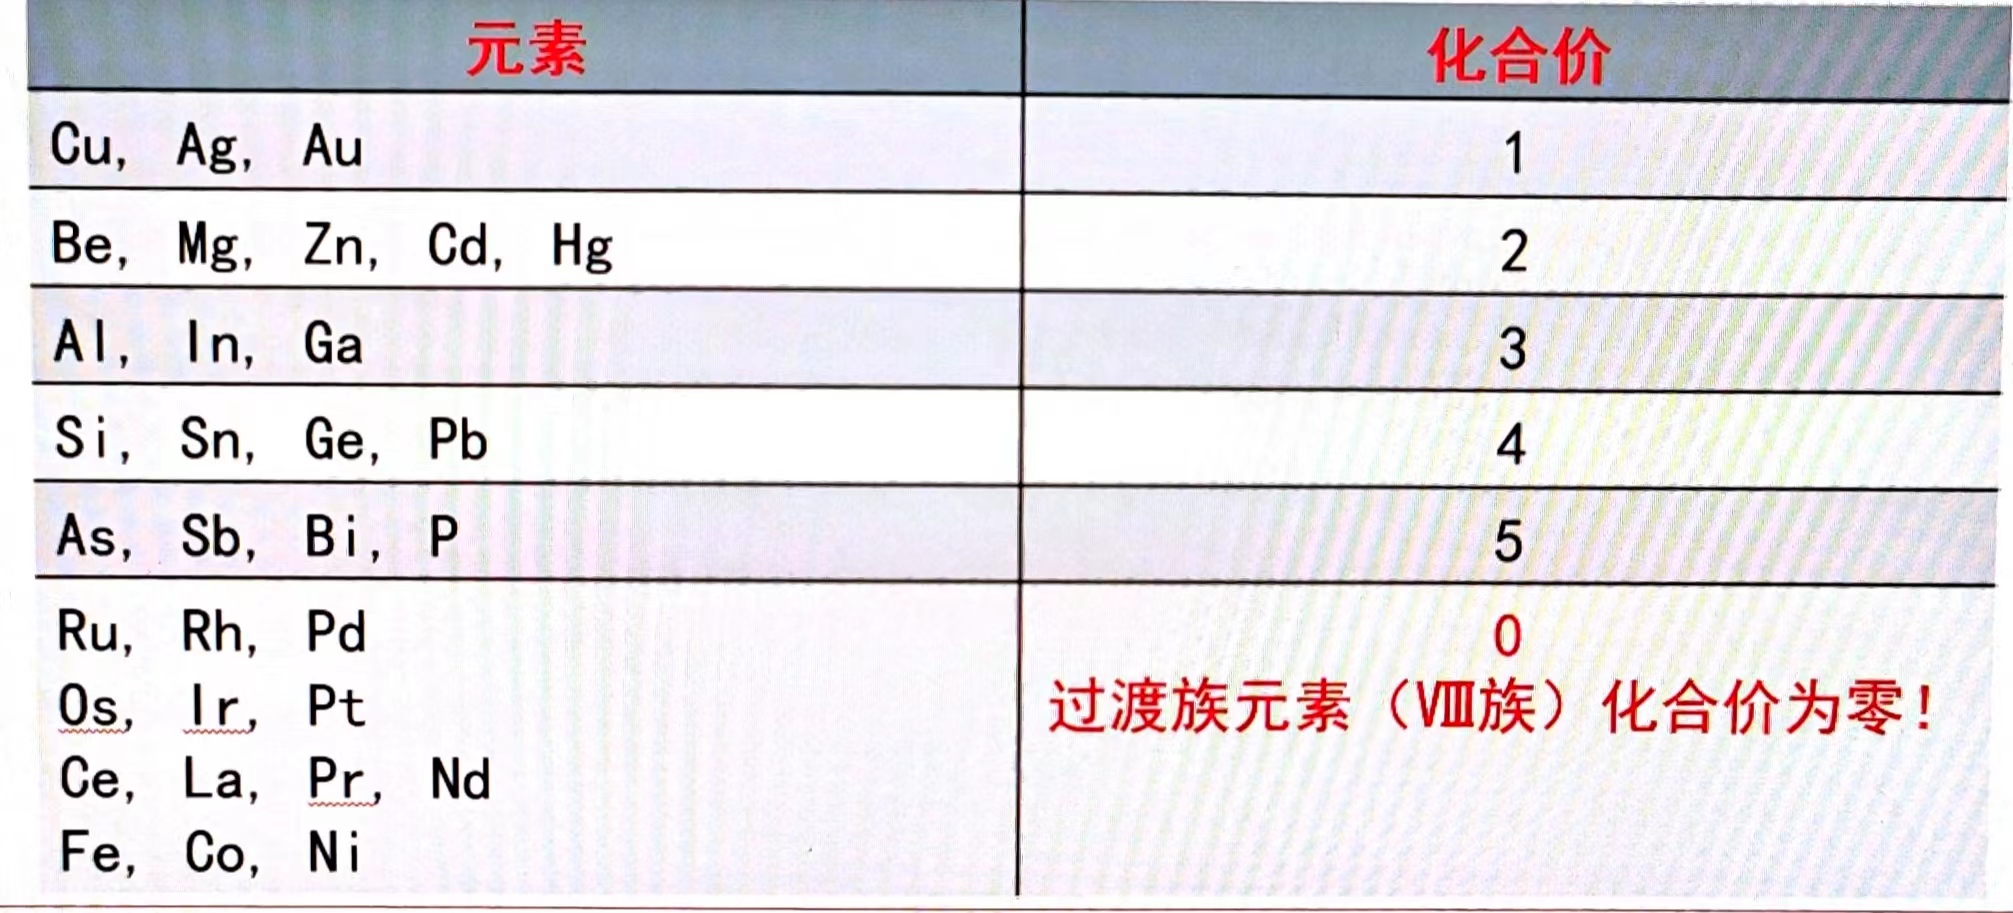 元素 化合价
Cu, Ag, Au 1
Be, Mg, Zn, Cd, Hg 2
Al, In, Ga 3
Si, Sn, Ge, Pb 4
As, Sb, Bi, P 5
Ru, Rh, Pd 0
Os, Ir, Pt 过渡族元素（Ⅷ族）化合价为零！
Ce, La, Pr, Nd
Fe, Co, Ni